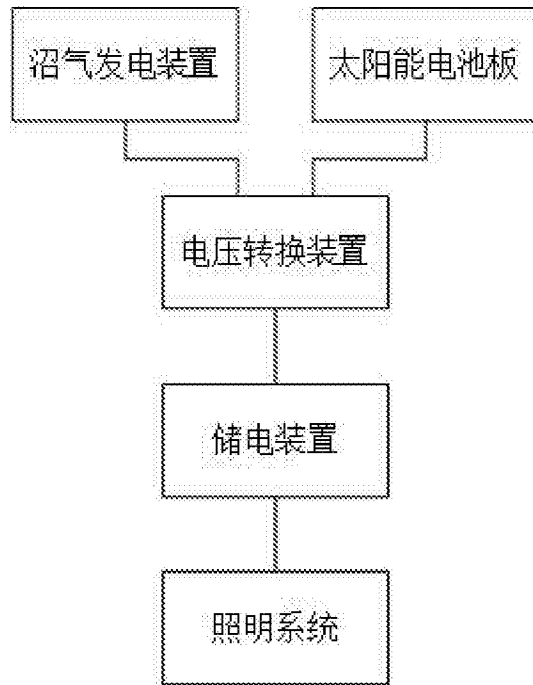 沼气发电装置
太阳能电池板
电压转换装置
储电装置
照明系统